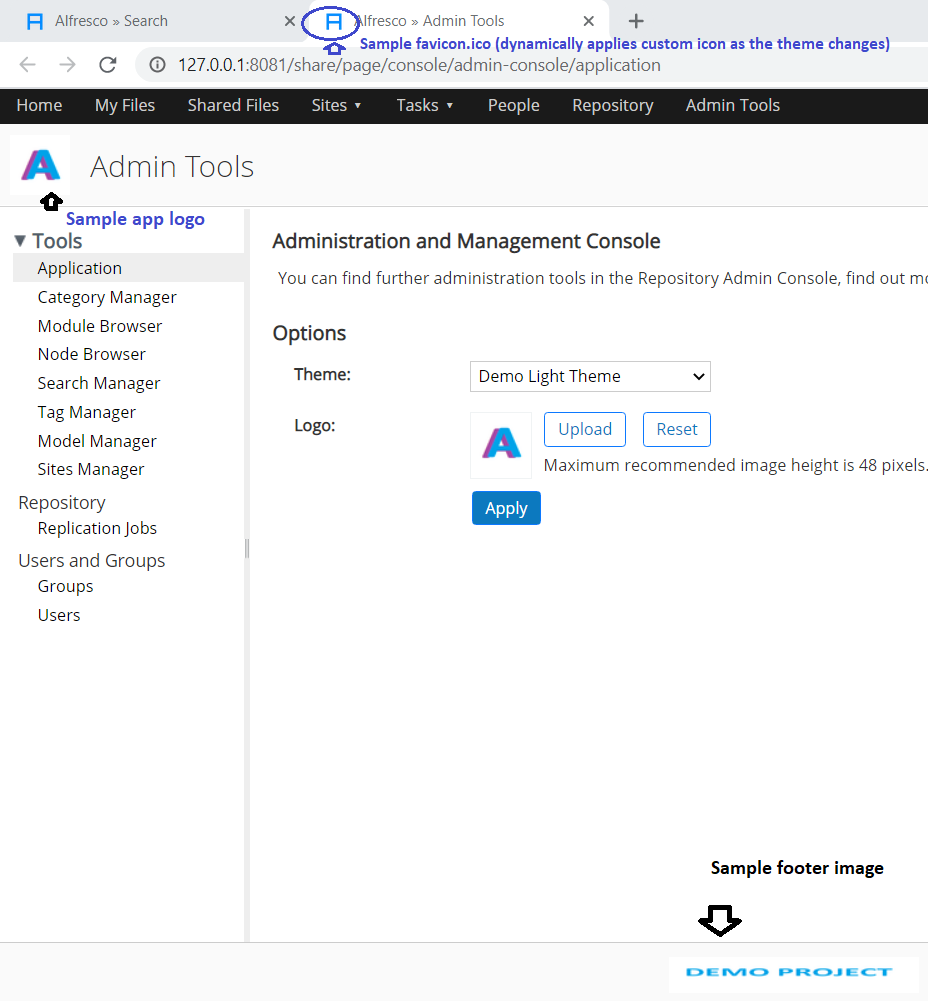 Alfresco » Search
Alfresco » Admin Tools
Sample favicon.ico (dynamically applies custom icon as the theme changes)
127.0.0.1:8081/share/page/console/admin-console/application
Home My Files Shared Files Sites Tasks People Repository Admin Tools
Admin Tools
Sample app logo
Tools
Application
Category Manager
Module Browser
Node Browser
Search Manager
Tag Manager
Model Manager
Sites Manager
Repository
Replication Jobs
Users and Groups
Groups
Users
Administration and Management Console
You can find further administration tools in the Repository Admin Console, find out
Options
Theme: Demo Light Theme
Logo: Upload Reset
Maximum recommended image height is 48 pixels.
Apply
Sample footer image
DEMO PROJECT